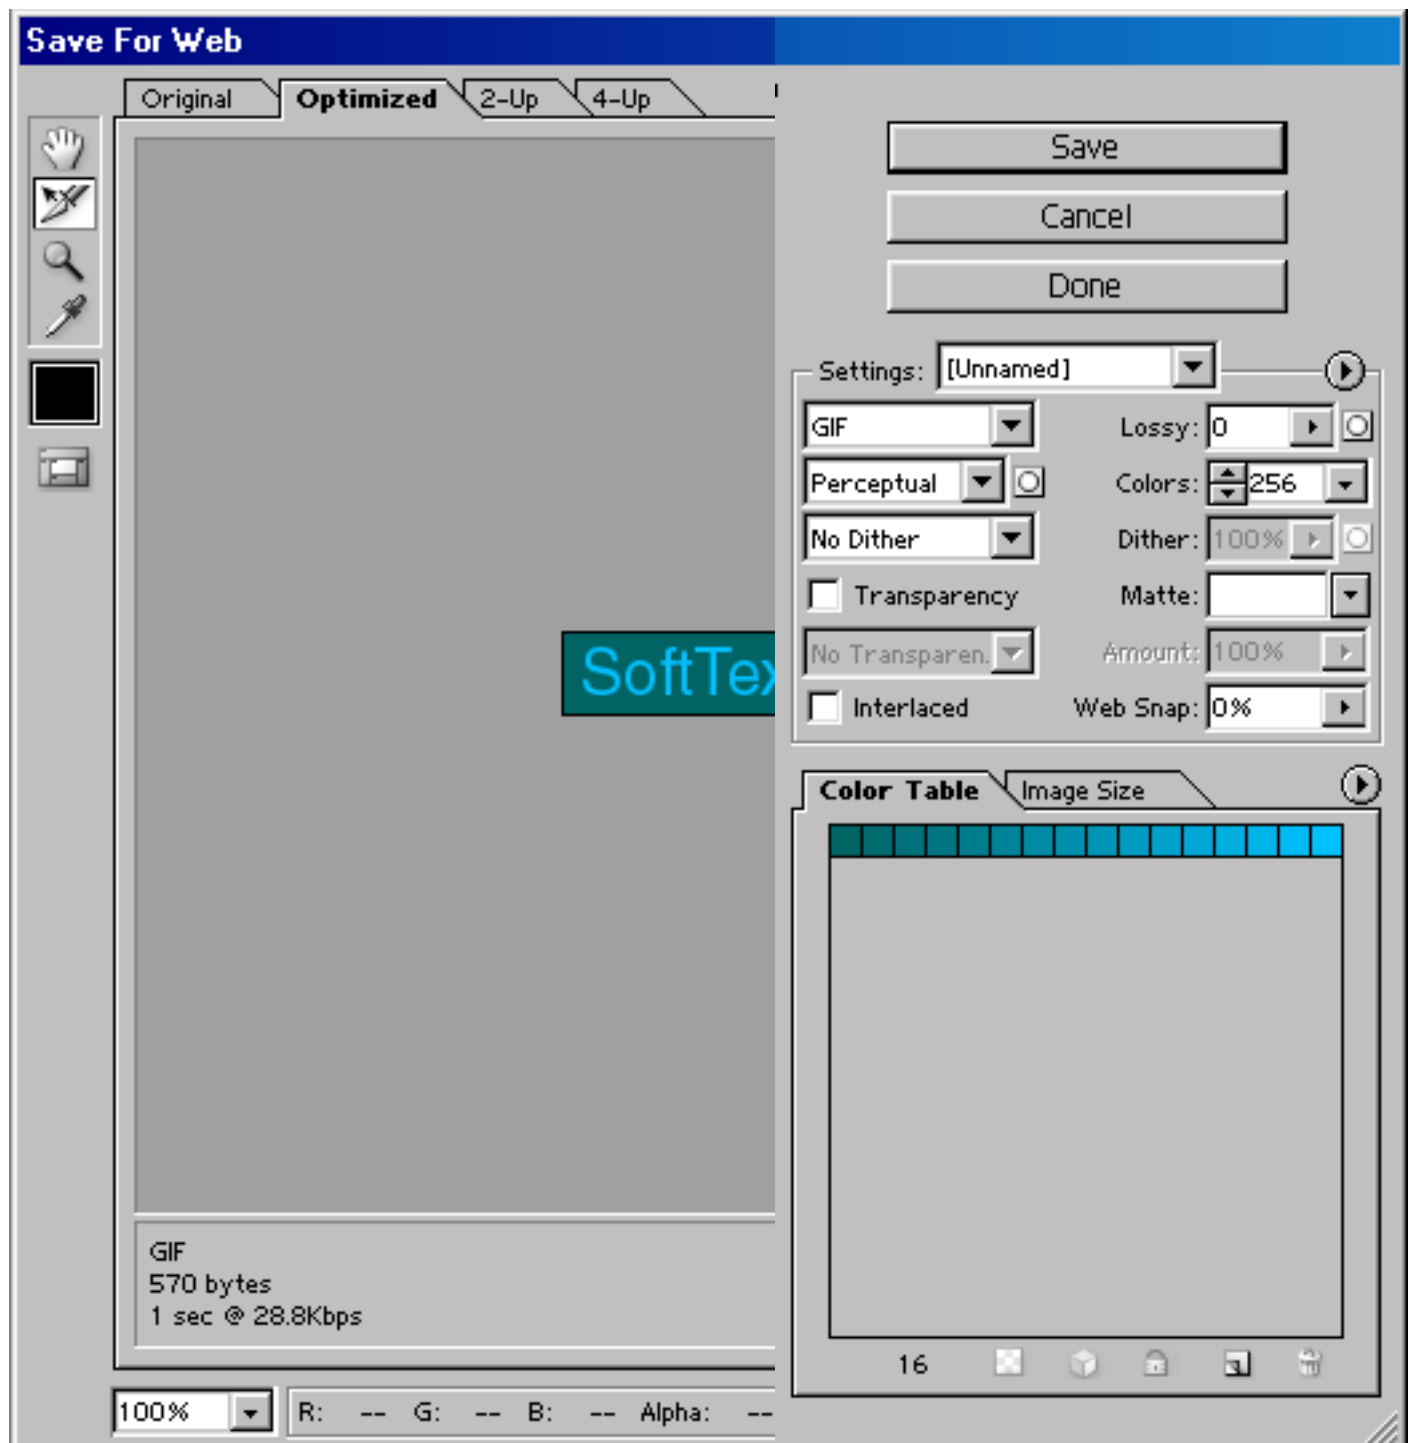 Save For Web
Original Optimized 2-Up 4-Up
Save
Cancel
Done
Settings: [Unnamed]
GIF Lossy: 0
Perceptual Colors: 256
No Dither Dither: 100%
Transparency Matte:
No Transparen. Amount: 100%
Interlaced Web Snap: 0%
SoftTex
Color Table Image Size
16
GIF
570 bytes
1 sec @ 28.8Kbps
100% R: -- G: -- B: -- Alpha: --